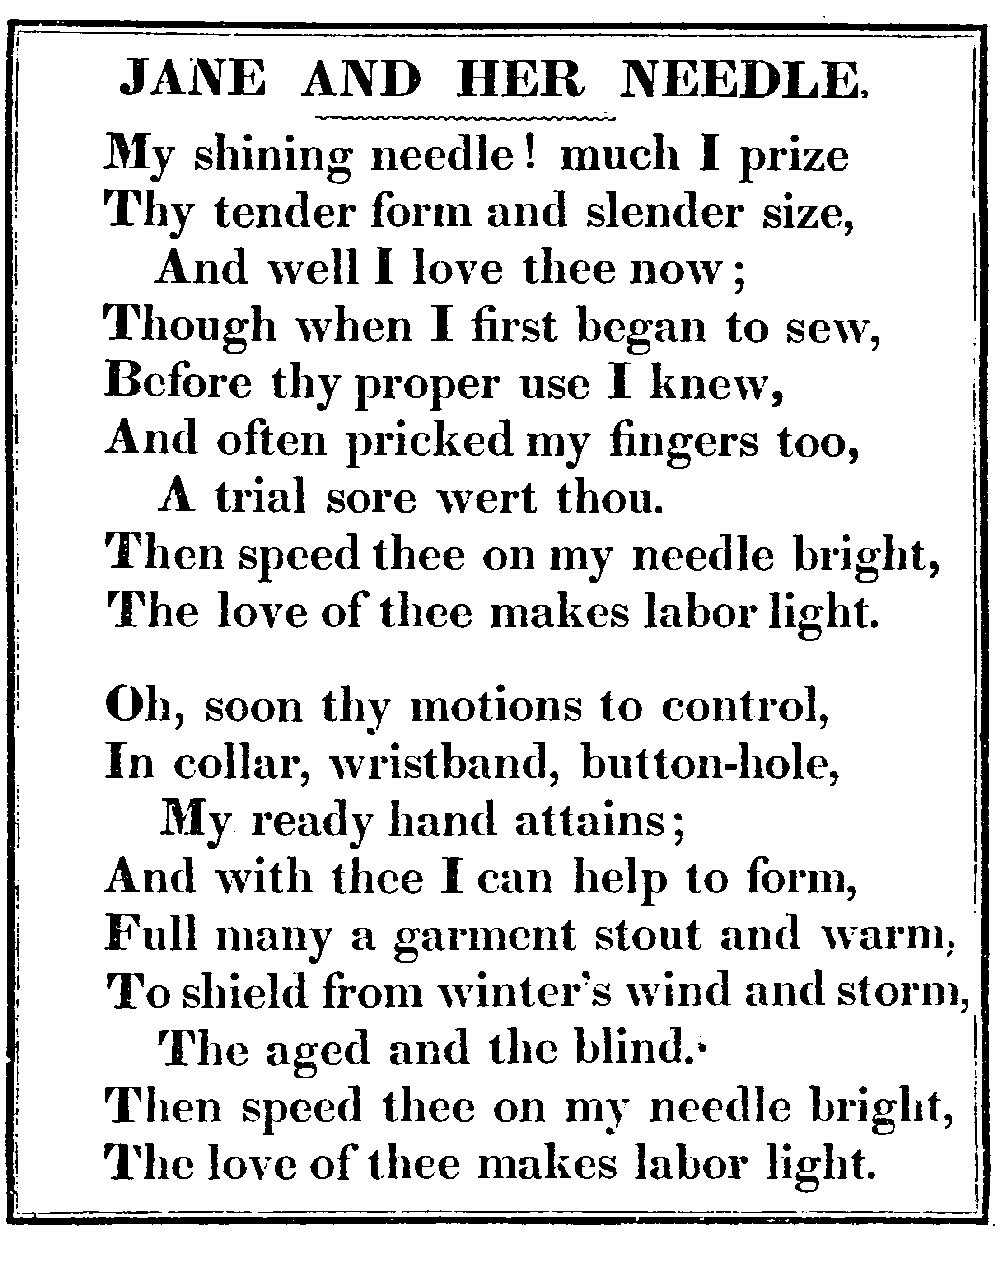 JANE AND HER NEEDLE.
My shining needle! much I prize
Thy tender form and slender size,
And well I love thee now;
Though when I first began to sew,
Before thy proper use I knew,
And often pricked my fingers too,
A trial sore wert thou.
Then speed thee on my needle bright,
The love of thee makes labor light.
Oh, soon thy motions to control,
In collar, wristband, button-hole,
My ready hand attains;
And with thee I can help to form,
Full many a garment stout and warm,
To shield from winter's wind and storm,
The aged and the blind.
Then speed thee on my needle bright,
The love of thee makes labor light.